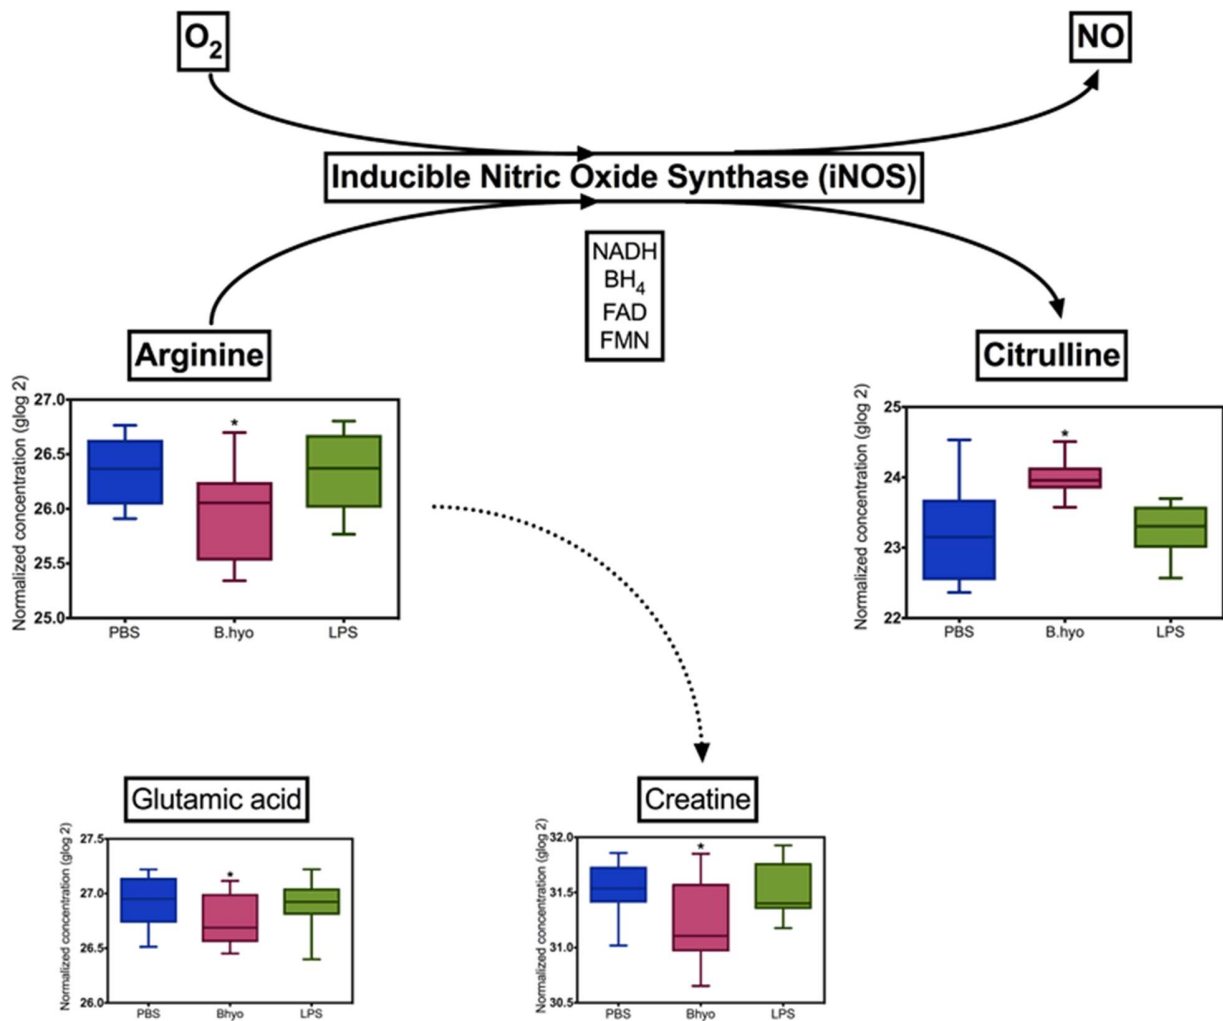 O₂
NO
Inducible Nitric Oxide Synthase (iNOS)
NADH
BH₄
FAD
FMN
Arginine
Normalized concentration (glog 2)
27.0
26.5
26.0
25.5
25.0
*
PBS
B.hyo
LPS
Citrulline
Normalized concentration (glog 2)
25
24
23
22
*
PBS
B.hyo
LPS
Glutamic acid
Normalized concentration (glog 2)
27.5
27.0
26.5
26.0
*
PBS
Bhyo
LPS
Creatine
Normalized concentration (glog 2)
32.0
31.5
31.0
30.5
*
PBS
Bhyo
LPS